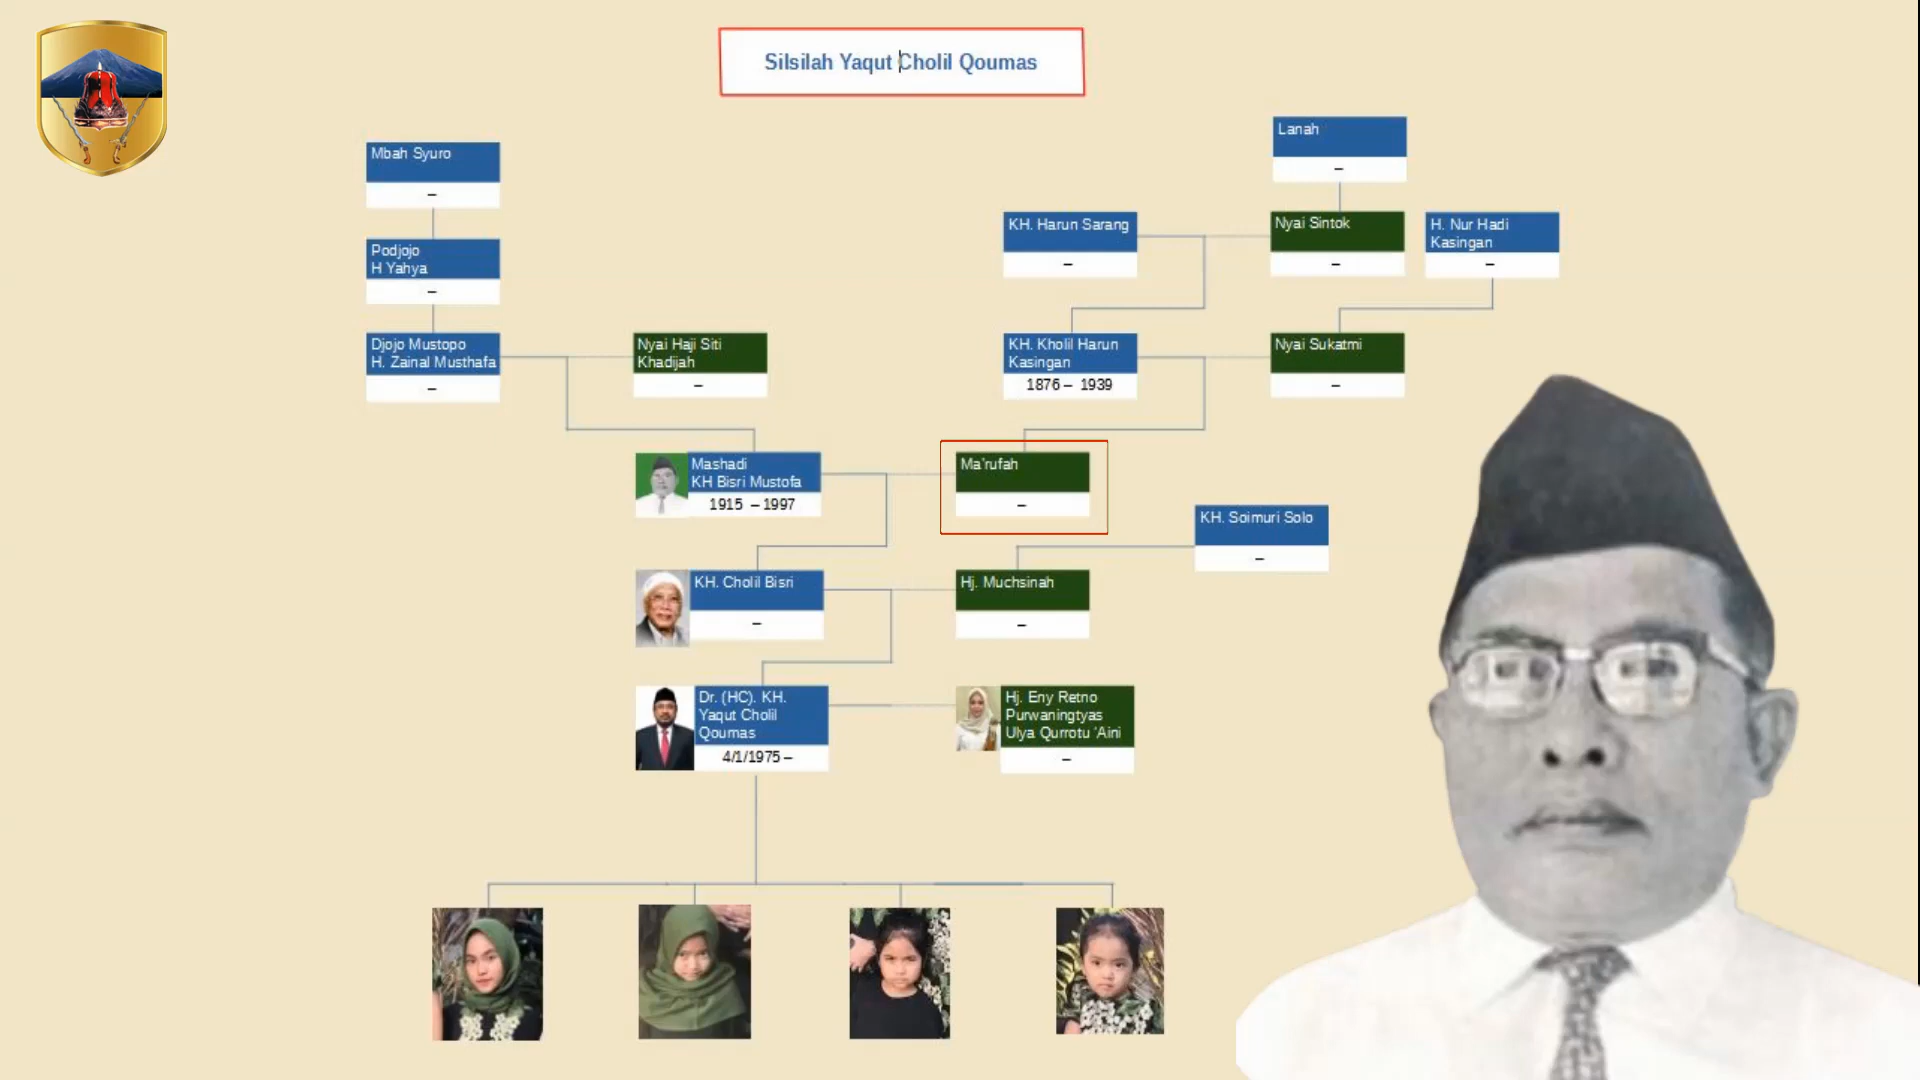 Silsilah Yaqut Cholil Qoumas
Lanah
–
Mbah Syuro
–
KH. Harun Sarang
–
Nyai Sintok
–
H. Nur Hadi
Kasingan
–
Podjojo
H Yahya
–
Djojo Mustopo
H. Zainal Musthafa
–
Nyai Haji Siti
Khadijah
–
KH. Kholil Harun
Kasingan
1876 – 1939
Nyai Sukatmi
–
Mashadi
KH Bisri Mustofa
1915 – 1997
Ma'rufah
–
KH. Soimuri Solo
–
KH. Cholil Bisri
–
Hj. Muchsinah
–
Dr. (HC). KH.
Yaqut Cholil
Qoumas
4/1/1975 –
Hj. Eny Retno
Purwaningtyas
Ulya Qurrotu 'Aini
–